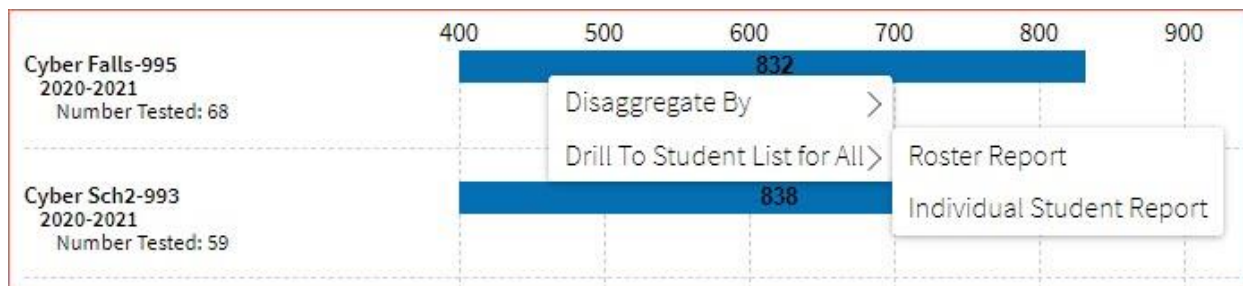 400 500 600 700 800 900
Cyber Falls-995
832
2020-2021
Number Tested: 68
Disaggregate By
Drill To Student List for All
Roster Report
Individual Student Report
Cyber Sch2-993
838
2020-2021
Number Tested: 59